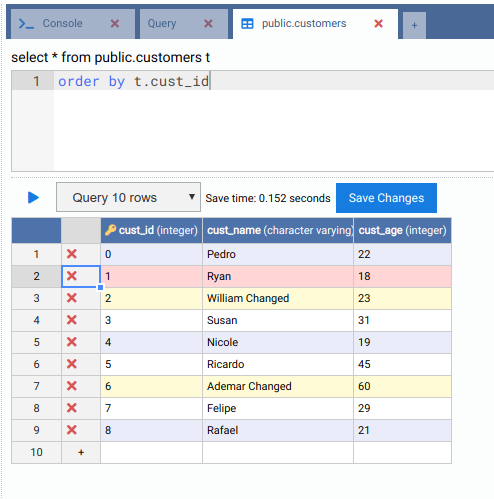 Console Query public.customers +
select * from public.customers t
1 order by t.cust_id
Query 10 rows Save time: 0.152 seconds Save Changes
cust_id (integer) cust_name (character varying) cust_age (integer)
1 0 Pedro 22
2 1 Ryan 18
3 2 William Changed 23
4 3 Susan 31
5 4 Nicole 19
6 5 Ricardo 45
7 6 Ademar Changed 60
8 7 Felipe 29
9 8 Rafael 21
10 +